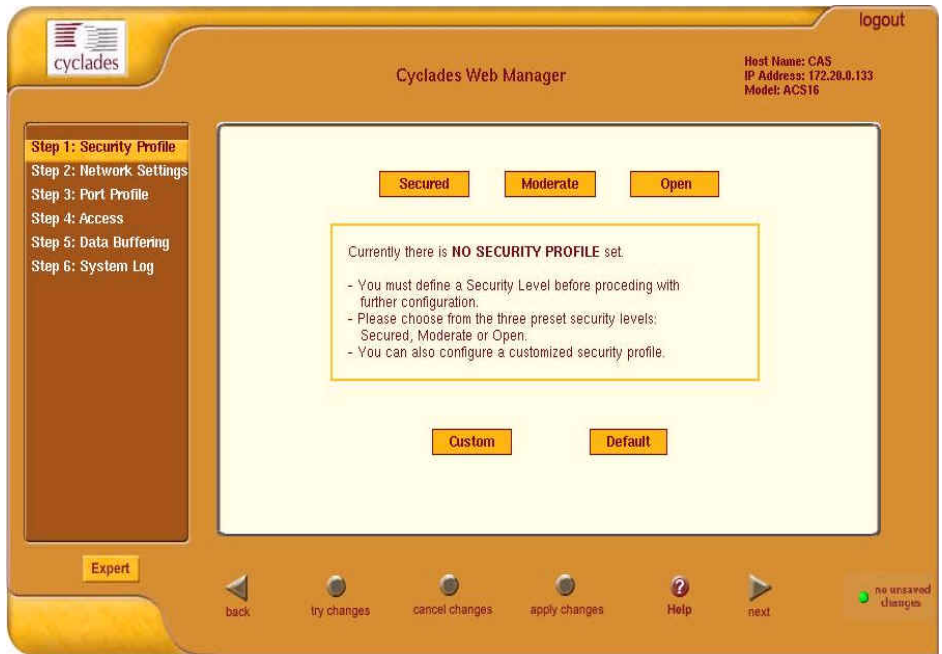 logout
cyclades
Cyclades Web Manager
Host Name: CAS
IP Address: 172.20.0.133
Model: ACS16
Step 1: Security Profile
Step 2: Network Settings
Step 3: Port Profile
Step 4: Access
Step 5: Data Buffering
Step 6: System Log
Secured
Moderate
Open
Currently there is NO SECURITY PROFILE set.
- You must define a Security Level before proceding with
further configuration.
- Please choose from the three preset security levels:
Secured, Moderate or Open.
- You can also configure a customized security profile.
Custom
Default
Expert
back
try changes
cancel changes
apply changes
?
Help
next
no unsaved
changes